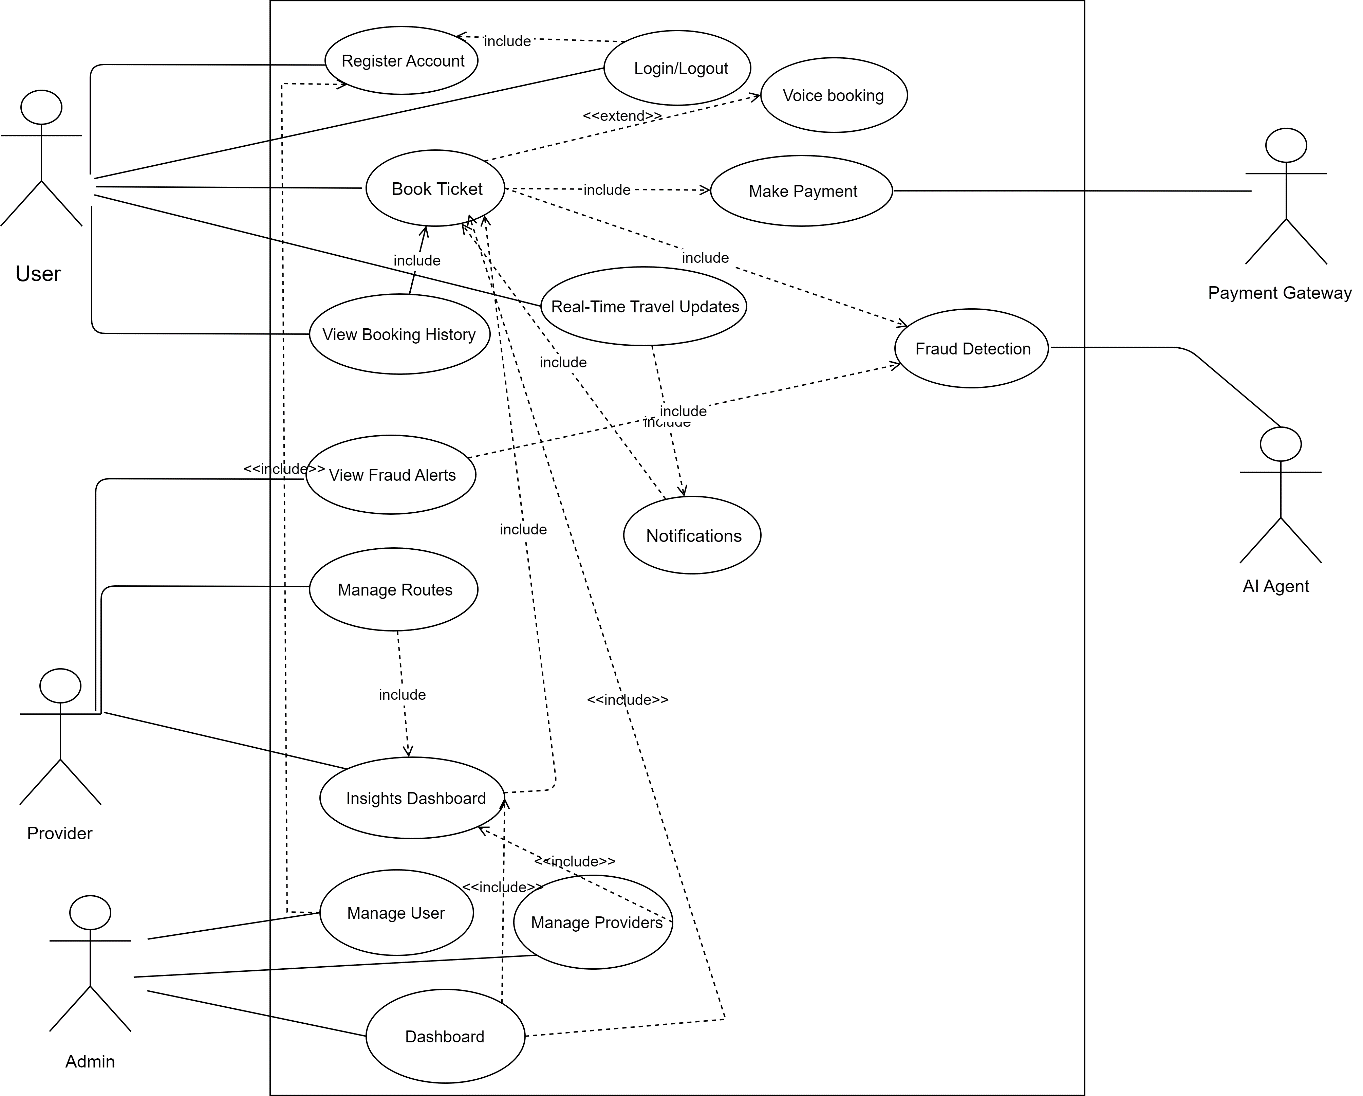 Register Account
include
Login/Logout
Voice booking
<<extend>>
Book Ticket
include
Make Payment
User
include
include
Payment Gateway
Real-Time Travel Updates
View Booking History
Fraud Detection
include
include
include
<<include>>
View Fraud Alerts
include
Notifications
AI Agent
Manage Routes
include
<<include>>
Insights Dashboard
Provider
<<include>>
<<include>>
Manage User
Manage Providers
Dashboard
Admin